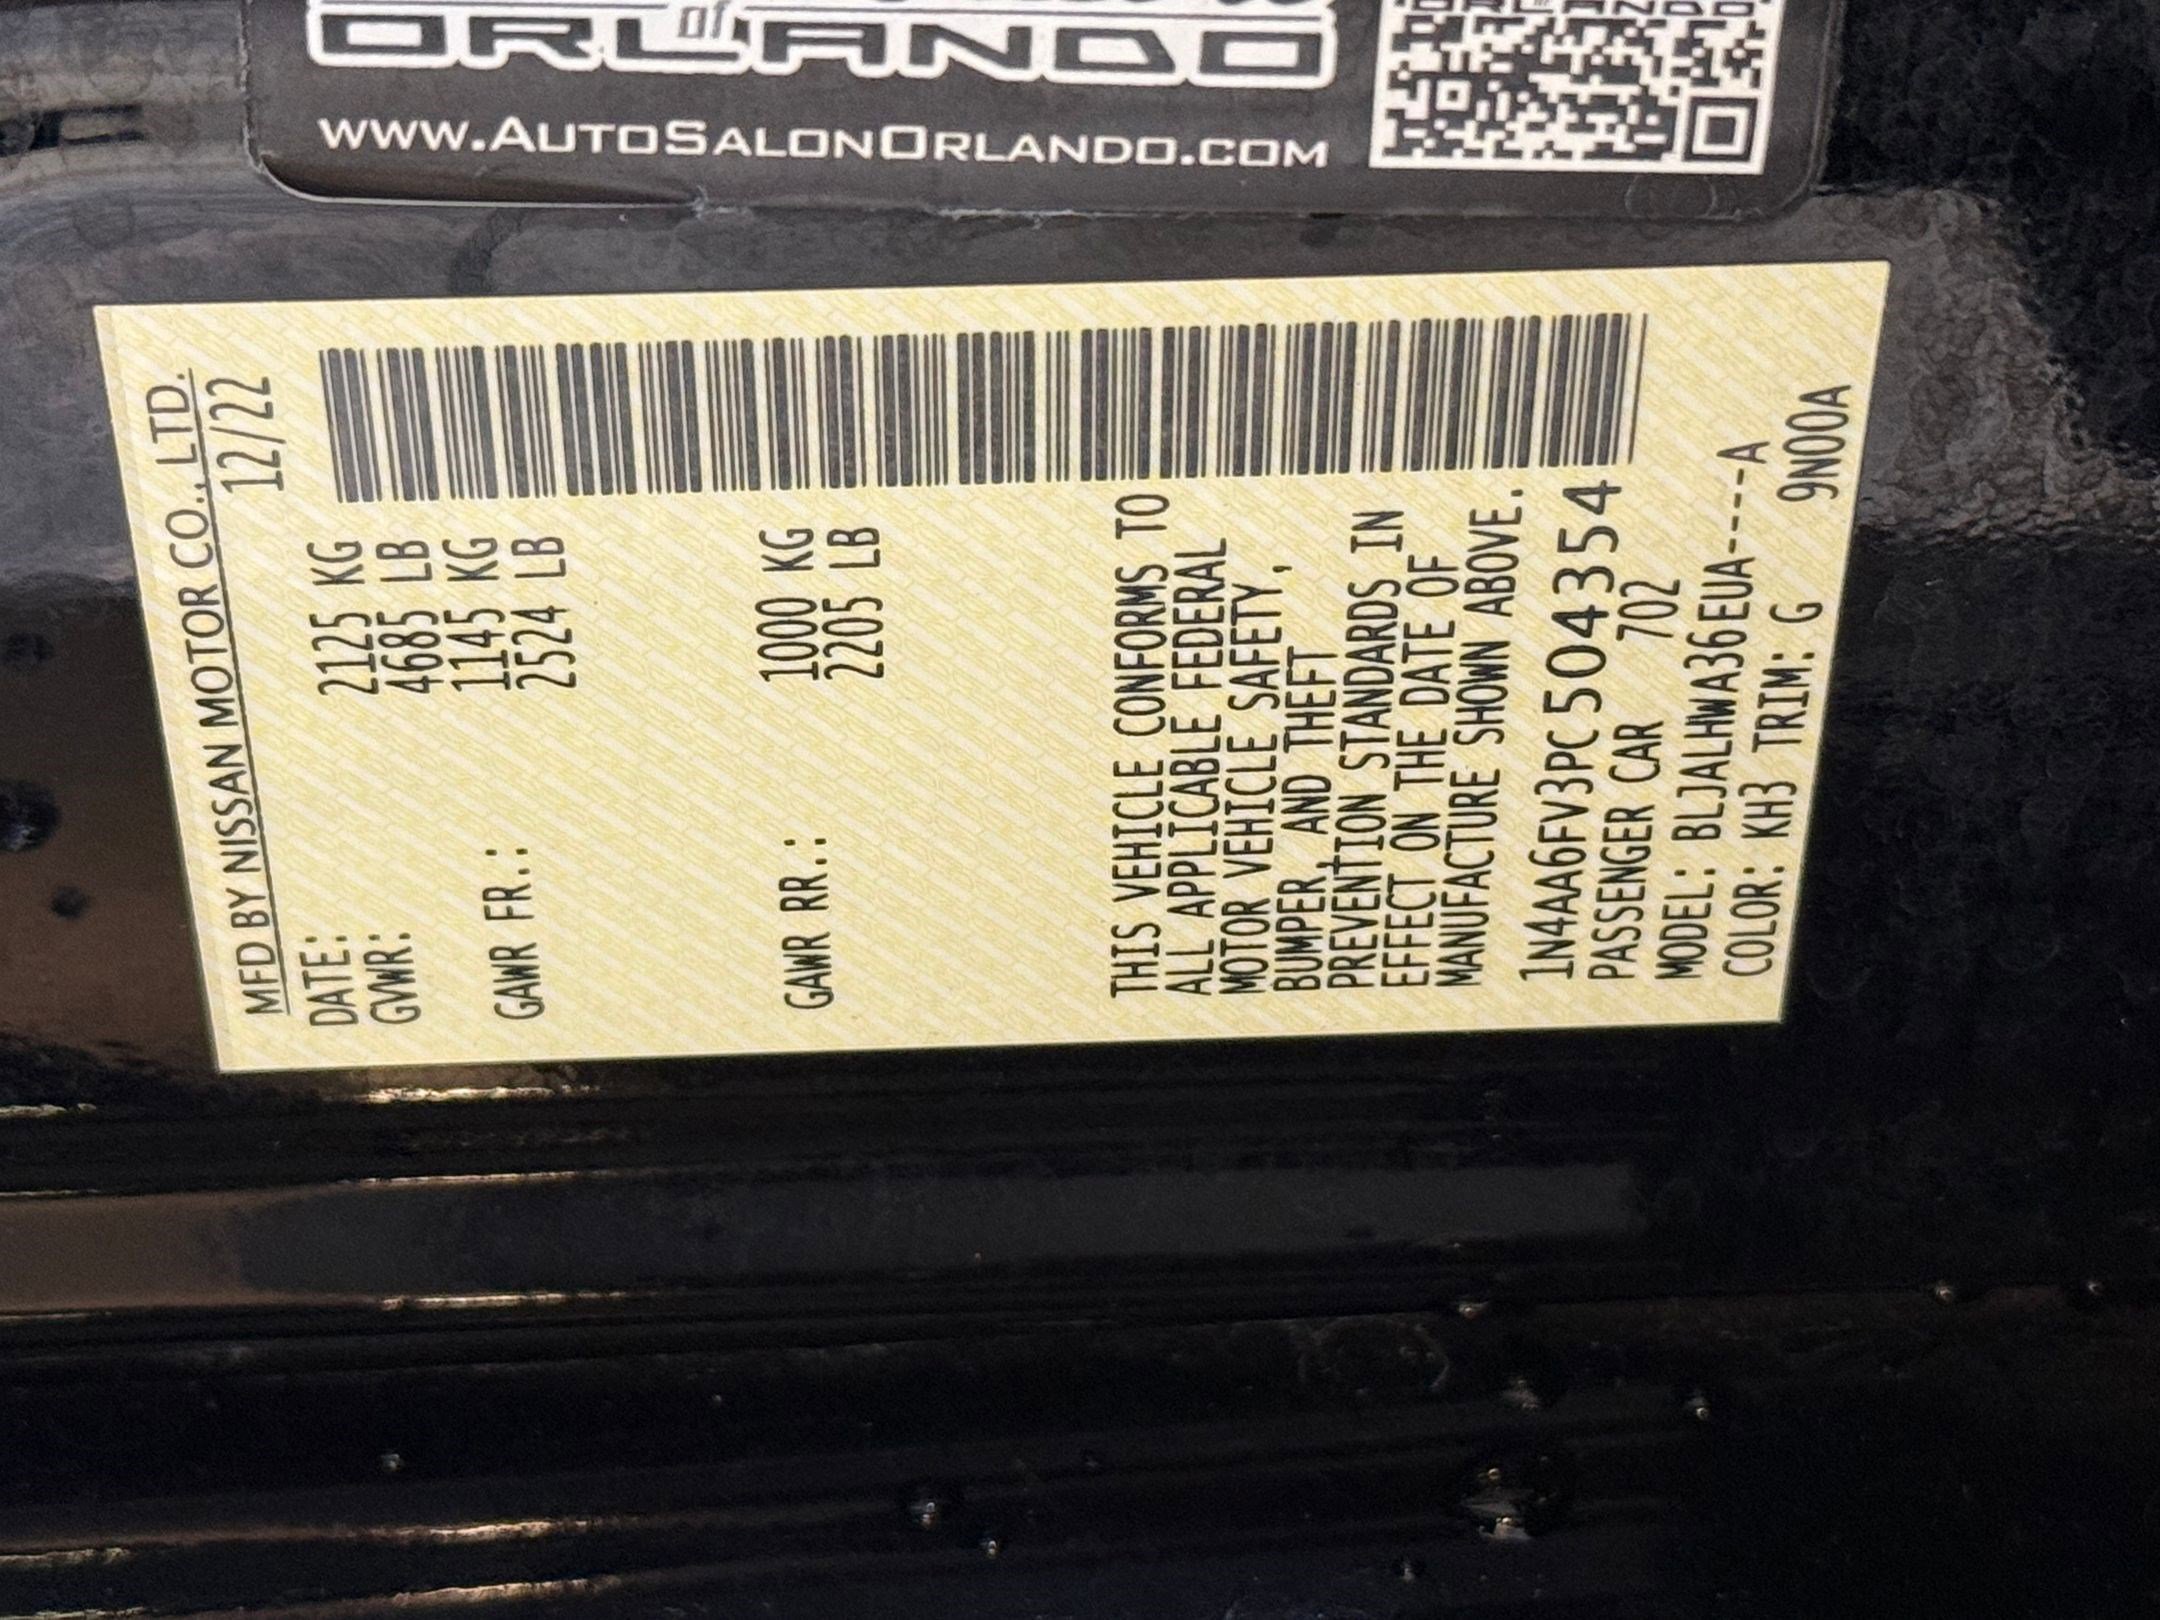 of
ORLANDO
ORLANDO
WWW.AUTOSALONORLANDO.COM
MFD BY NISSAN MOTOR CO., LTD.
DATE: 12/22
GVWR: 2125 KG
4685 LB
GAWR FR.: 1145 KG
2524 LB
GAWR RR.: 1000 KG
2205 LB
THIS VEHICLE CONFORMS TO
ALL APPLICABLE FEDERAL
MOTOR VEHICLE SAFETY,
BUMPER, AND THEFT
PREVENTION STANDARDS IN
EFFECT ON THE DATE OF
MANUFACTURE SHOWN ABOVE.
1N4AA6FV3PC504354
PASSENGER CAR 702
MODEL: BLJALHWA36EUA----A
COLOR: KH3 TRIM: G 9N00A